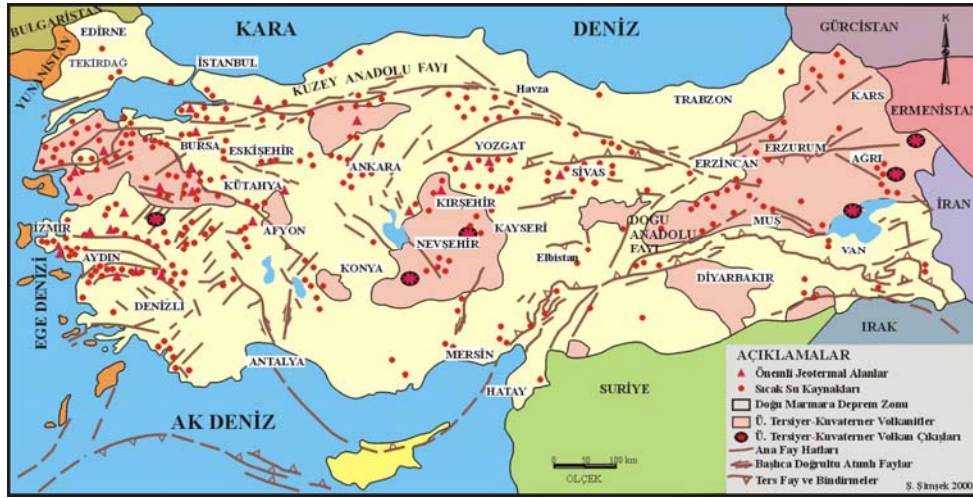 BULGARİSTAN
YUNANİSTAN
EDİRNE
TEKİRDAĞ
İSTANBUL
KARA
DENİZ
GÜRCİSTAN
K
KUZEY ANADOLU FAYI
Havza
TRABZON
KARS
ERMENİSTAN
BURSA
ESKİŞEHİR
ANKARA
YOZGAT
SİVAS
ERZİNCAN
ERZURUM
AĞRI
KÜTAHYA
KIRŞEHİR
İRAN
İZMİR
AFYON
NEVŞEHİR
KAYSERİ
DOĞU
ANADOLU
FAYI
MUŞ
VAN
EGE DENİZİ
AYDIN
KONYA
Elbistan
DİYARBAKIR
DENİZLİ
IRAK
ANTALYA
MERSİN
HATAY
SURİYE
AK DENİZ
0
100 km
ÖLÇEK
AÇIKLAMALAR
Önemli Jeotermal Alanlar
Sıcak Su Kaynakları
Doğu Marmara Deprem Zonu
Ü. Tersiyer-Kuvaterner Volkanitler
Ü. Tersiyer-Kuvaterner Volkan Çıkışları
Ana Fay Hatları
Başlıca Doğrultu Atımlı Faylar
Ters Fay ve Bindirmeler
Ş. Şimşek 2000